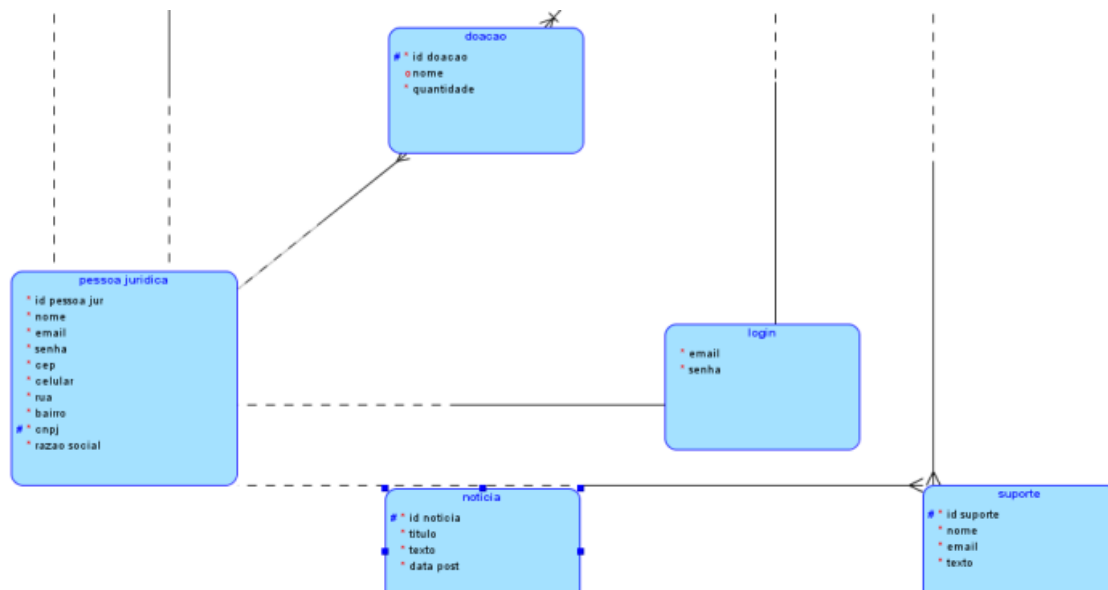 doacao
# * id doacao
o nome
* quantidade
pessoa juridica
* id pessoa jur
* nome
* email
* senha
* cep
* celular
* rua
* bairro
# * cnpj
* razao social
login
* email
* senha
noticia
# * id noticia
* titulo
* texto
* data post
suporte
# * id suporte
* nome
* email
* texto